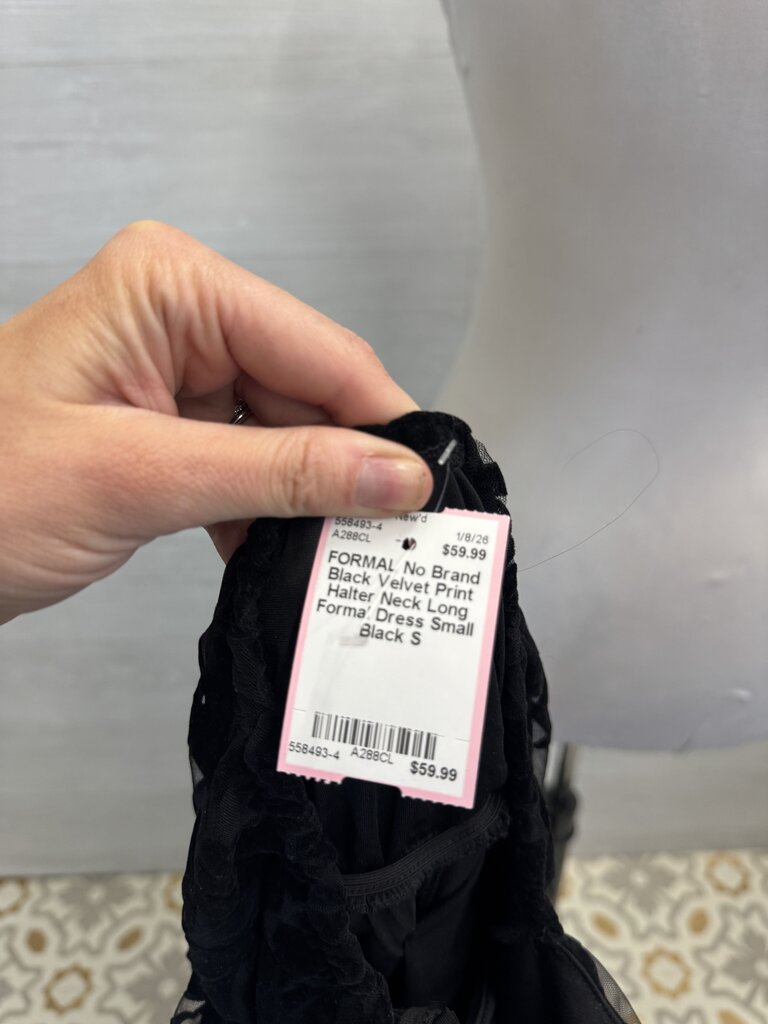 New'd
558493-4
1/8/26
A288CL
$59.99
FORMAL No Brand
Black Velvet Print
Halter Neck Long
Formal Dress Small
Black S
558493-4 A288CL $59.99